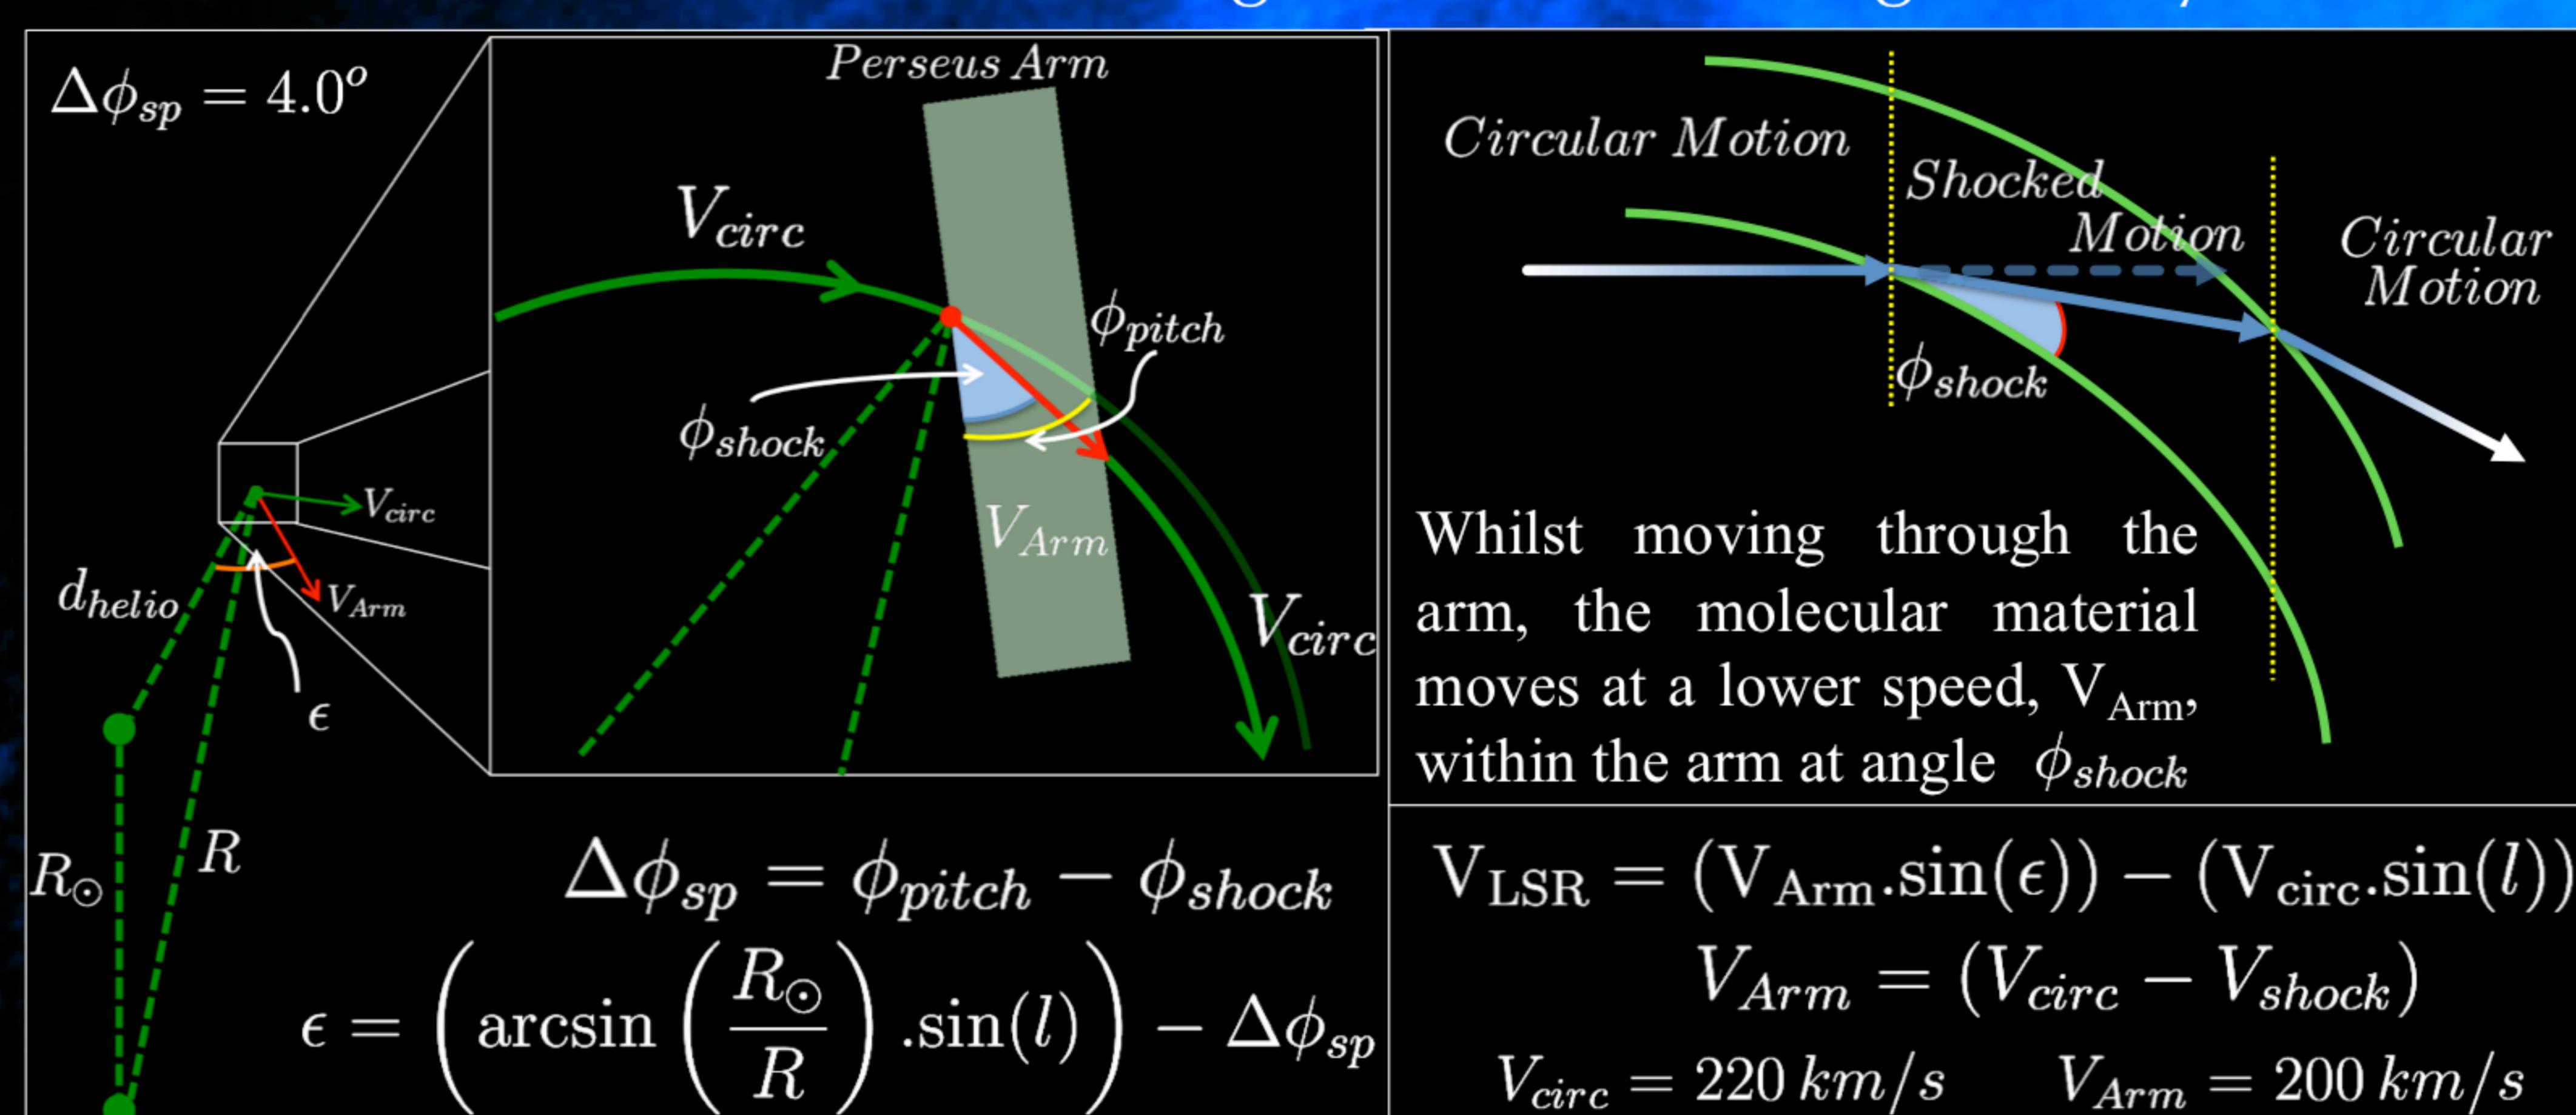 Δϕ_sp = 4.0°
Perseus Arm
V_circ
ϕ_pitch
ϕ_shock
V_Arm
V_circ
V_circ
V_Arm
d_helio
ϵ
R_⊙
R
Δϕ_sp = ϕ_pitch − ϕ_shock
ϵ = (arcsin (R_⊙/R) .sin(l)) − Δϕ_sp
Circular Motion
Shocked
Motion
Circular
Motion
ϕ_shock
Whilst moving through the
arm, the molecular material
moves at a lower speed, V_Arm,
within the arm at angle ϕ_shock
V_LSR = (V_Arm.sin(ϵ)) − (V_circ.sin(l))
V_Arm = (V_circ − V_shock)
V_circ = 220 km/s V_Arm = 200 km/s